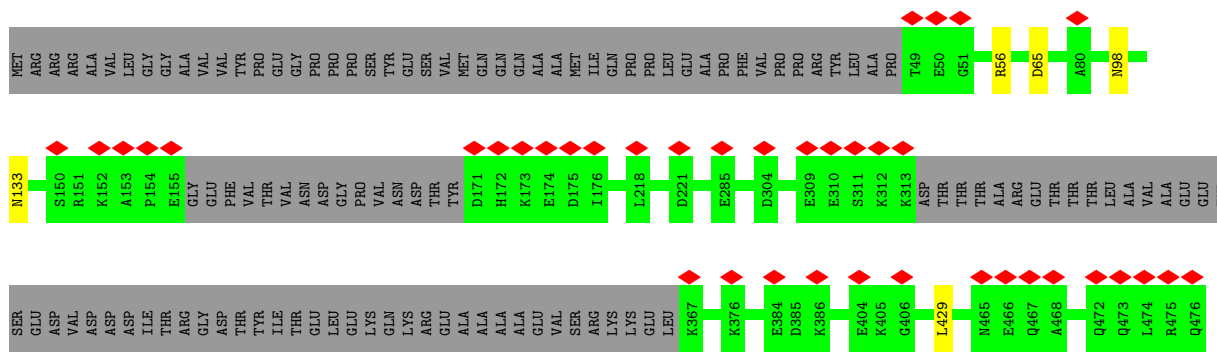 MET ARG ARG ARG ALA VAL LEU GLY GLY ALA VAL VAL TYR PRO GLU GLY PRO PRO PRO SER TYR GLU SER VAL MET GLN GLN GLN ALA ALA MET ILE GLN PRO PRO LEU GLU ALA PRO PHE VAL PRO PRO ARG TYR LEU ALA PRO T49 E50 G51 R56 D65 A80 N98
N133 S150 R151 K152 A153 P154 E155 GLY GLU PHE VAL THR VAL ASN ASP GLY PRO VAL ASN ASP THR TYR D171 H172 K173 E174 D175 I176 L218 D221 E285 D304 E309 E310 S311 K312 K313 ASP THR THR THR ALA ARG GLU THR THR THR LEU ALA VAL ALA GLU GLU
SER GLU ASP VAL ASP ASP ASP ILE THR ARG GLY ASP THR TYR ILE THR GLU LEU GLU LYS GLN LYS ARG GLU ALA ALA ALA ALA GLU VAL SER ARG LYS LYS GLU LEU K367 K376 E384 D385 K386 E404 K405 G406 L429 N465 E466 Q467 A468 Q472 Q473 L474 R475 Q476